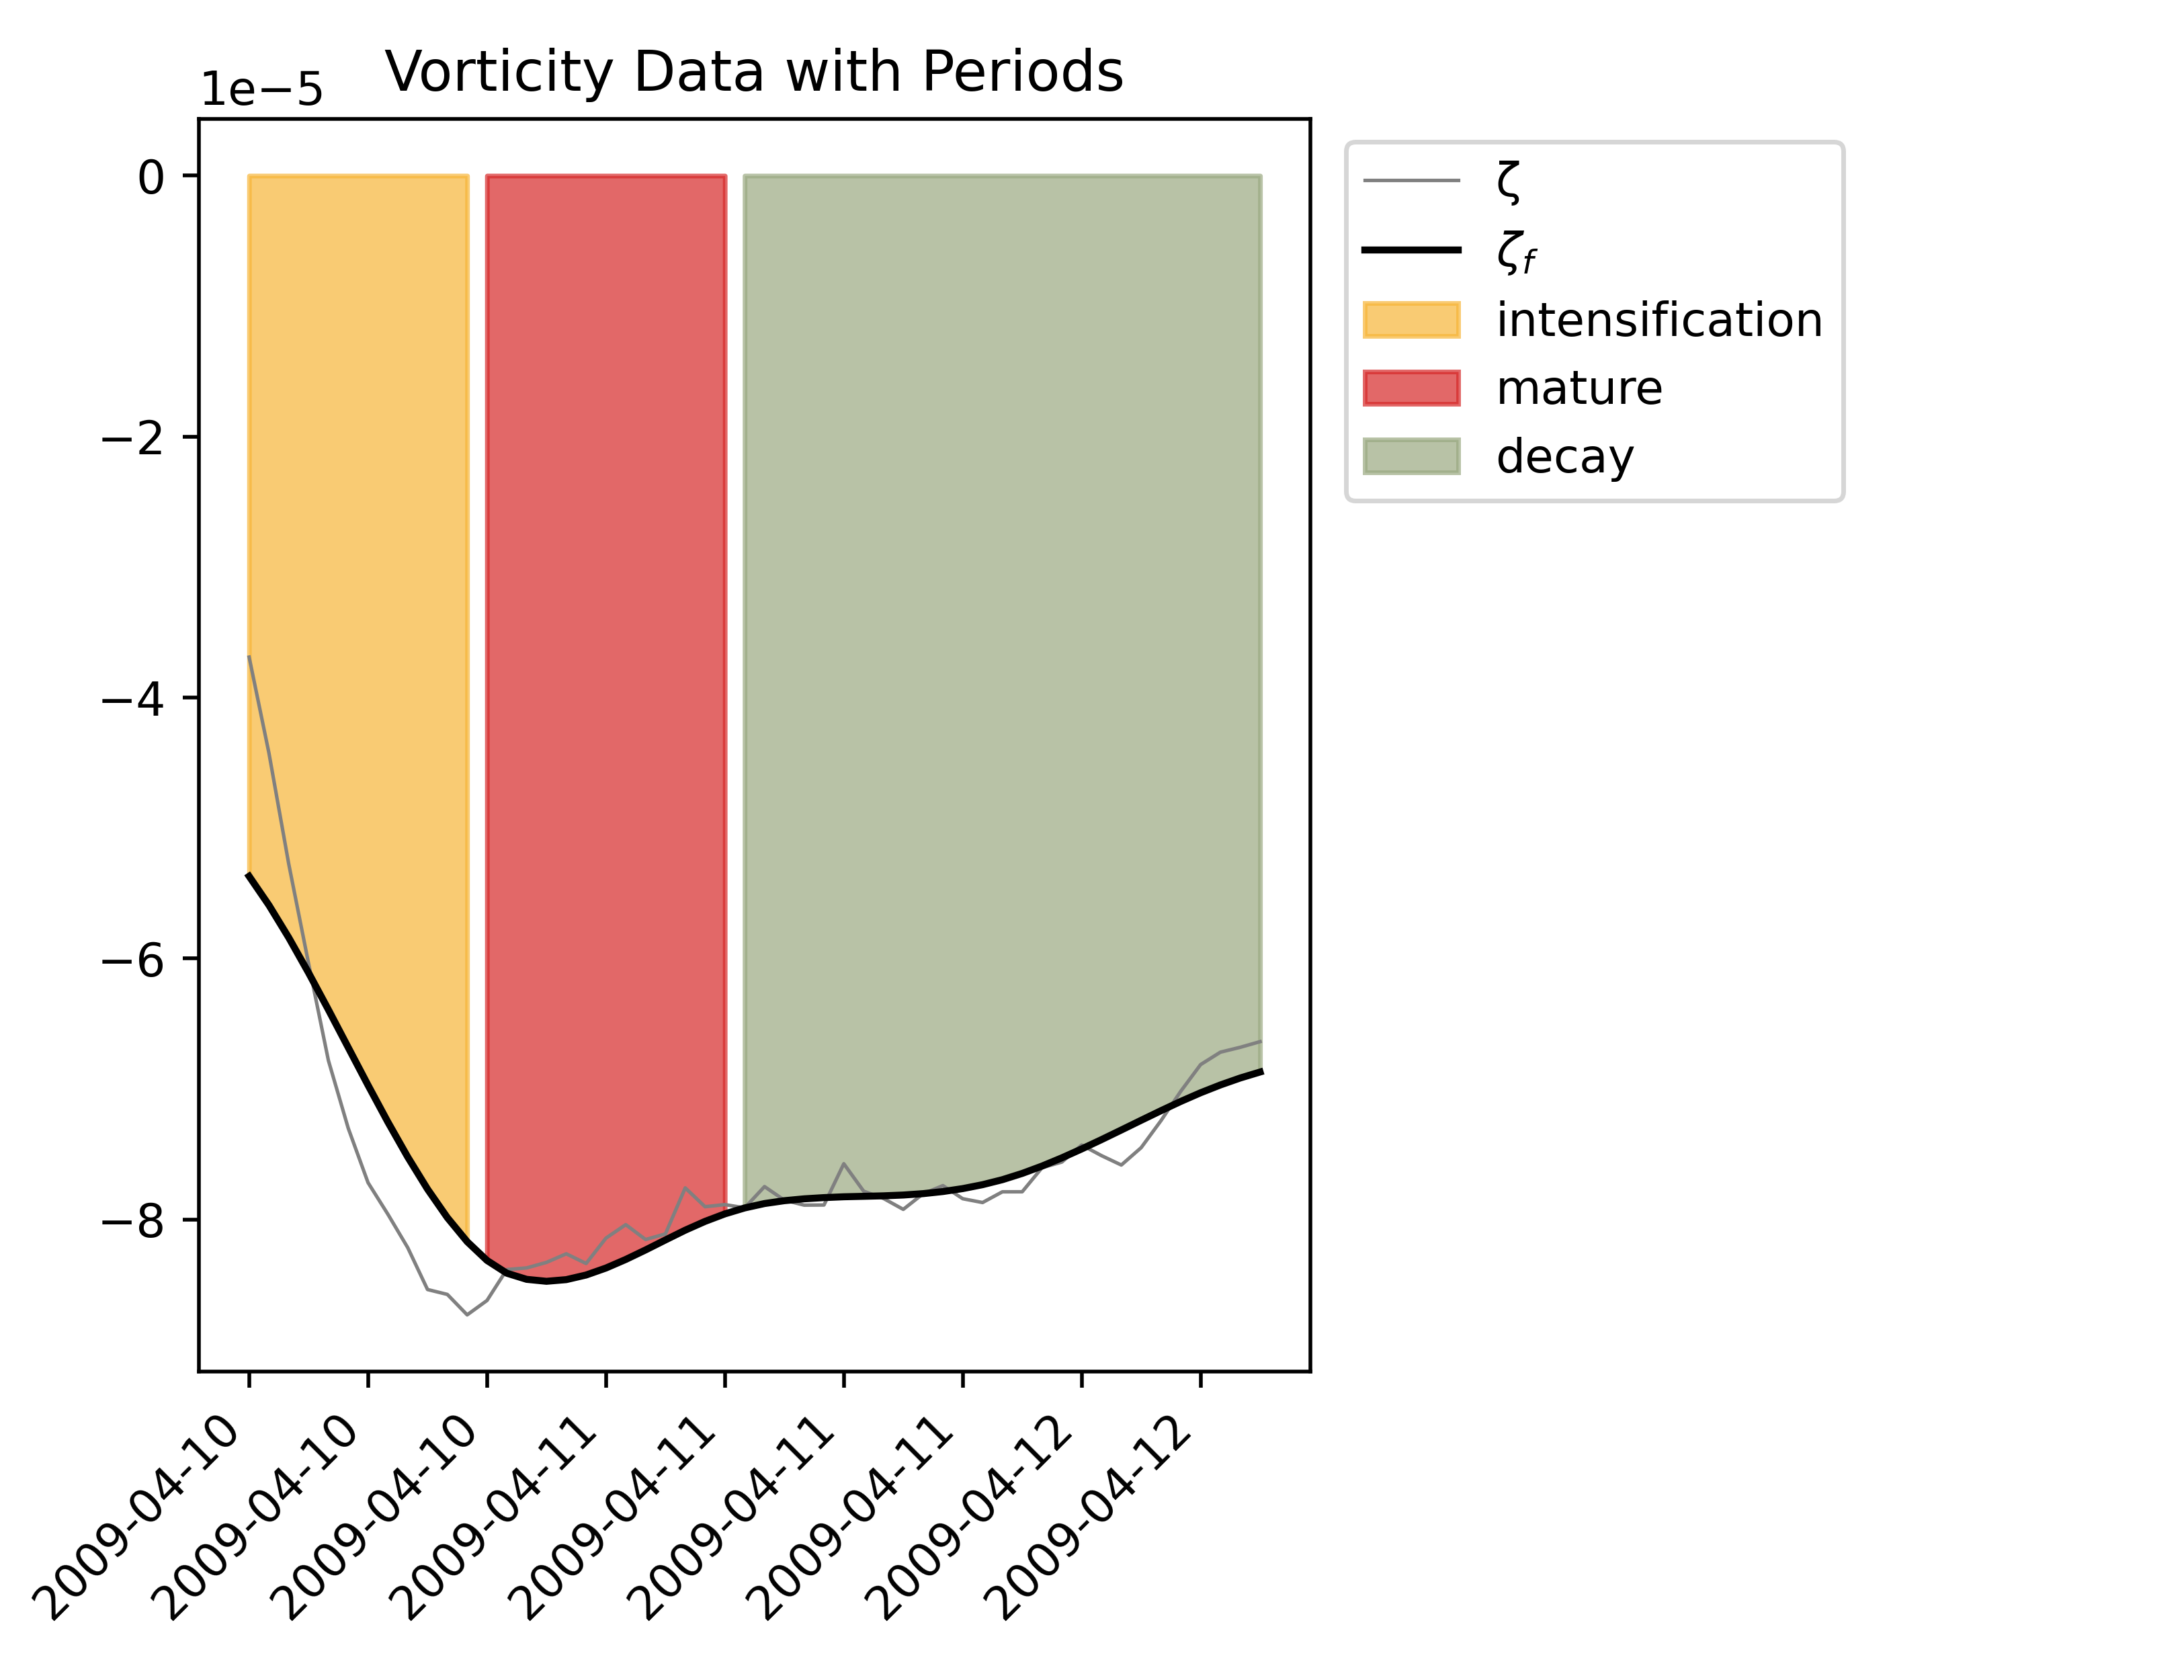 Vorticity Data with Periods
1e−5
0
−2
−4
−6
−8
2009-04-10
2009-04-10
2009-04-10
2009-04-11
2009-04-11
2009-04-11
2009-04-11
2009-04-12
2009-04-12
ζ
ζf
intensification
mature
decay